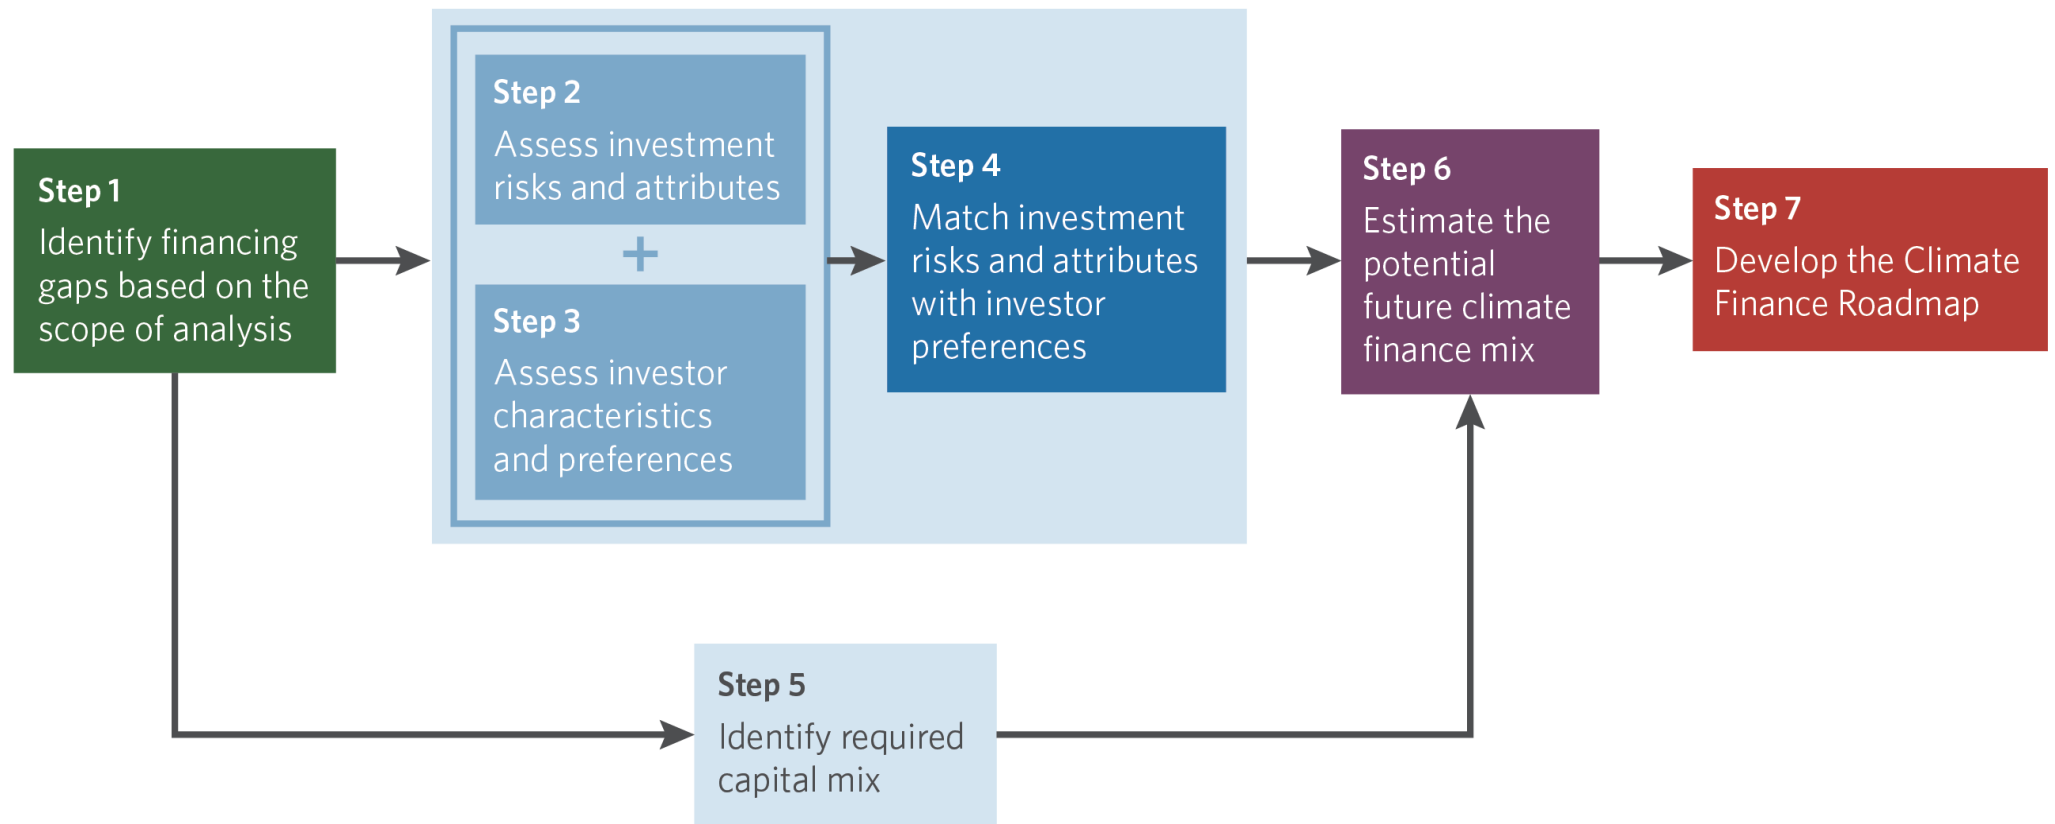 Step 1
Identify financing
gaps based on the
scope of analysis
Step 2
Assess investment
risks and attributes
+
Step 3
Assess investor
characteristics
and preferences
Step 4
Match investment
risks and attributes
with investor
preferences
Step 5
Identify required
capital mix
Step 6
Estimate the
potential
future climate
finance mix
Step 7
Develop the Climate
Finance Roadmap